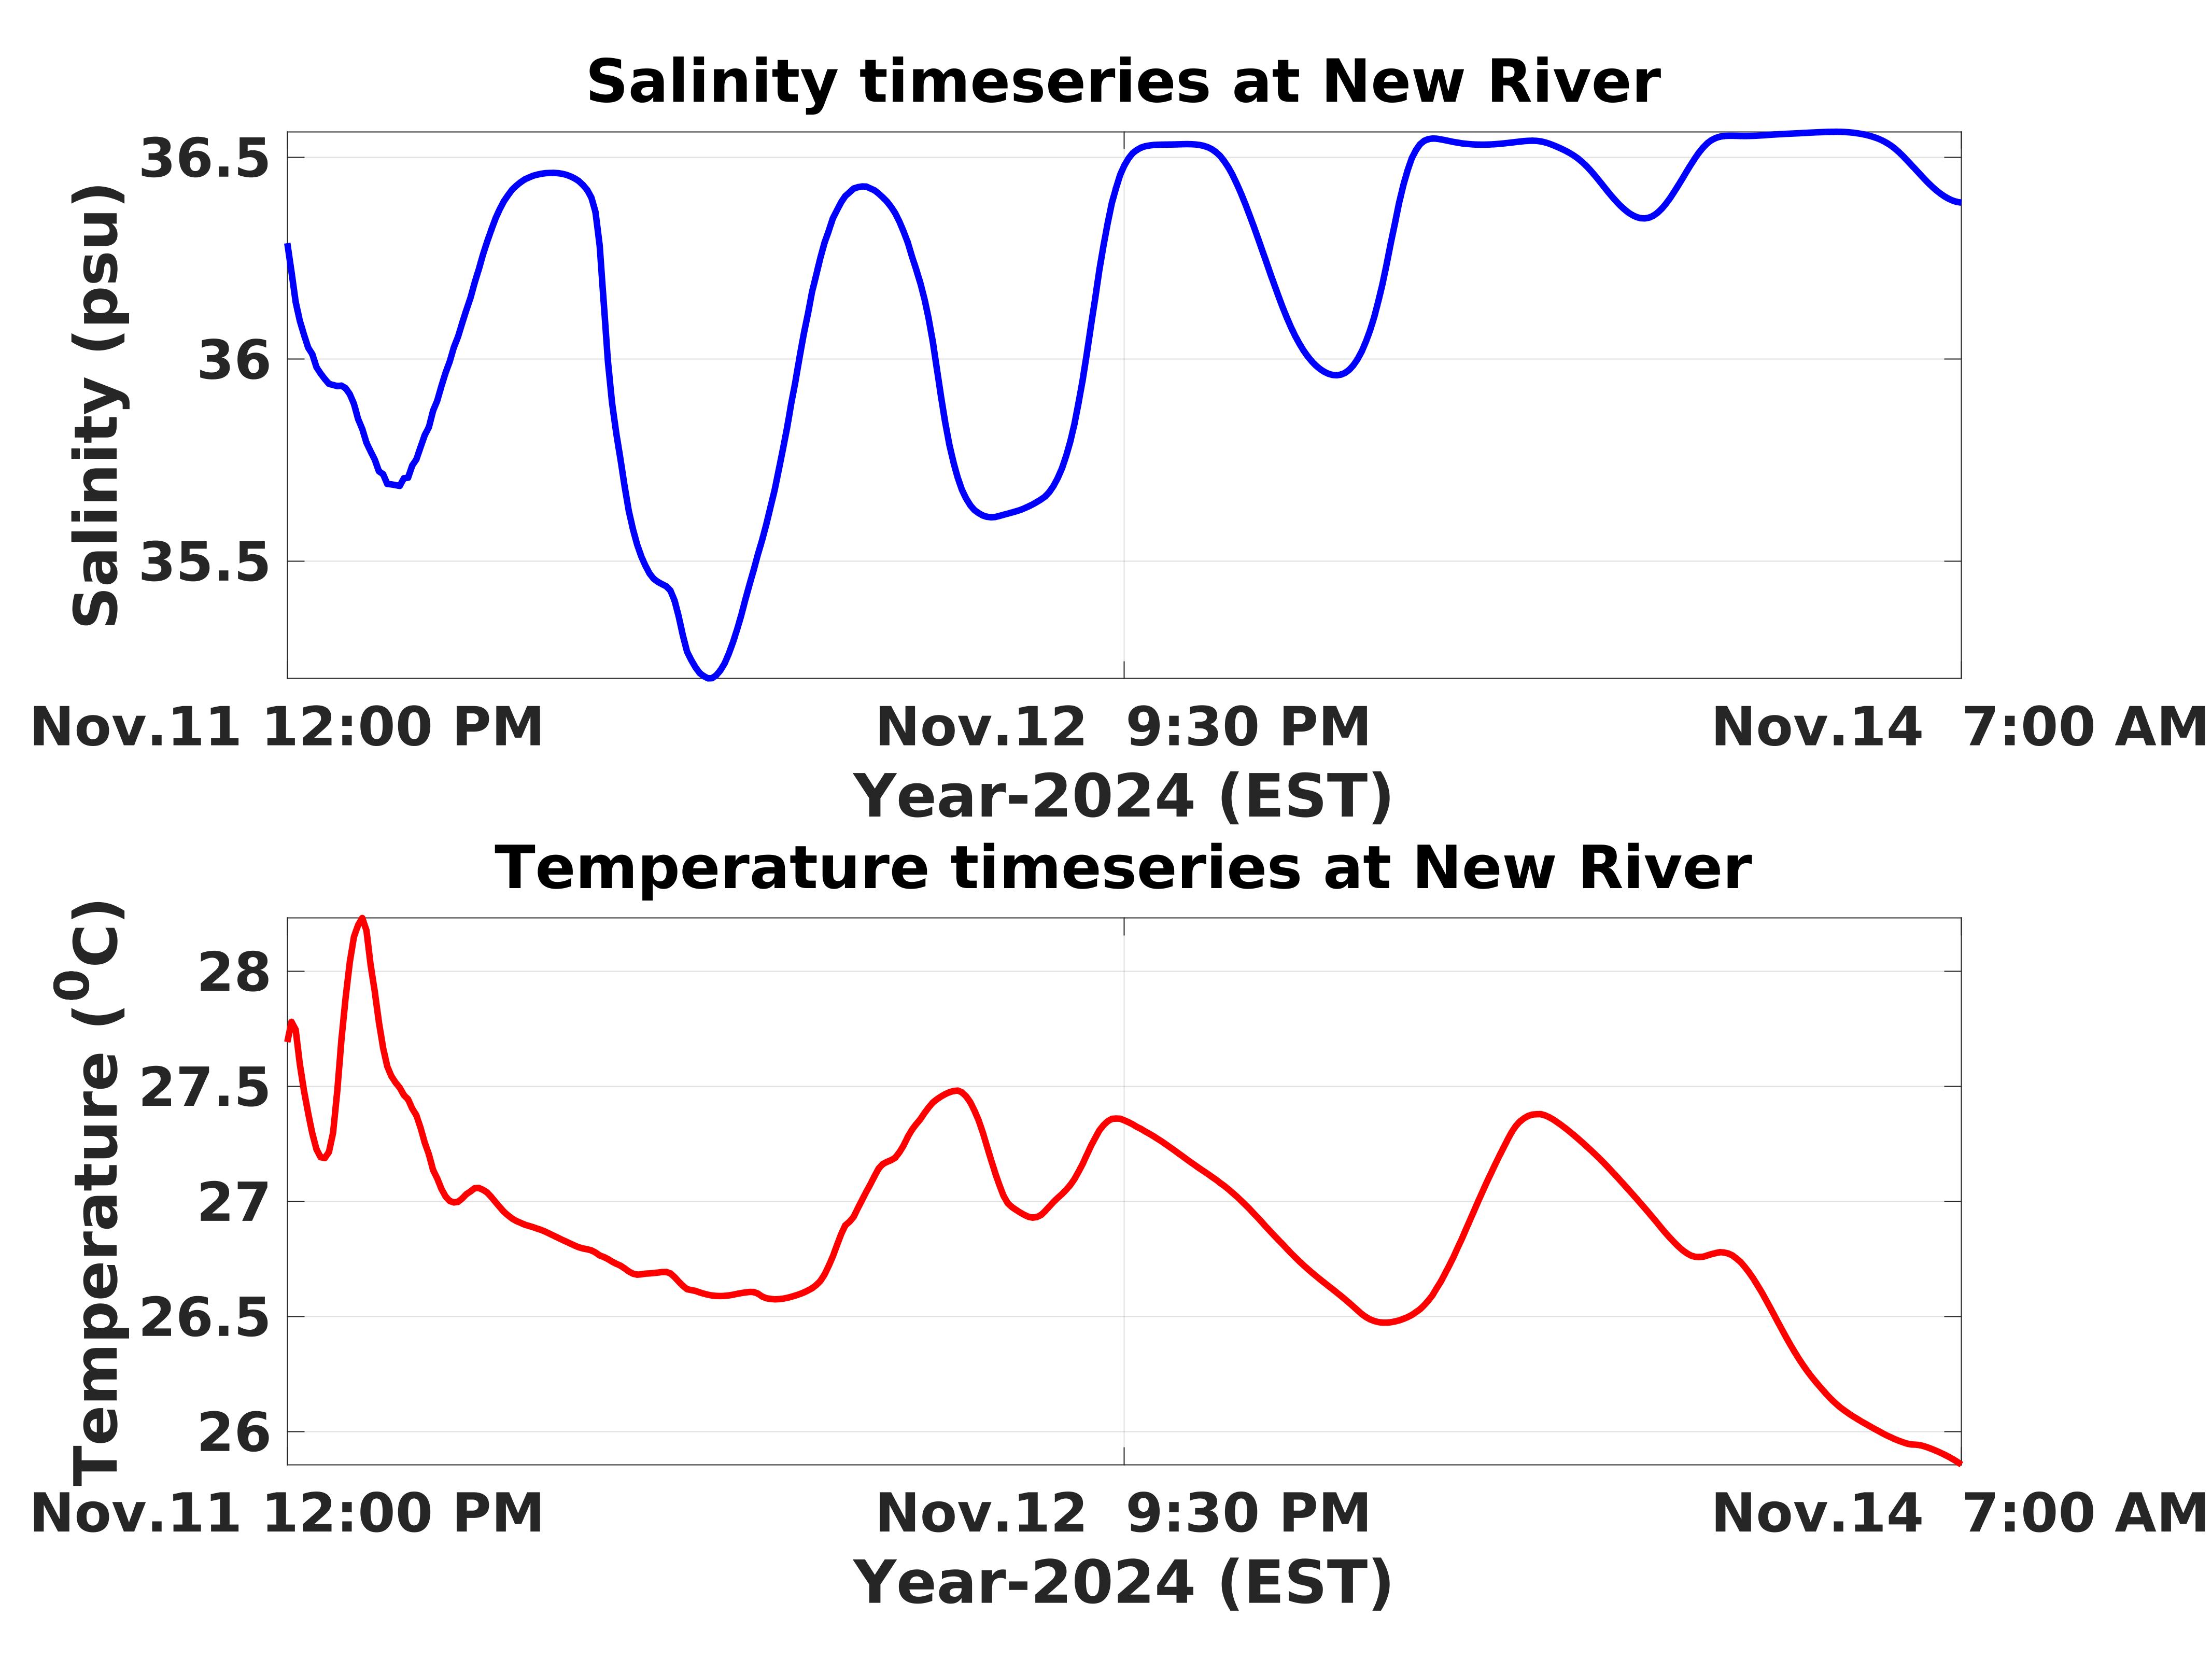 Salinity timeseries at New River
Salinity (psu)
36.5
36
35.5
Nov.11 12:00 PM Nov.12  9:30 PM Nov.14  7:00 AM
Year-2024 (EST)
Temperature timeseries at New River
Temperature (⁰C)
28
27.5
27
26.5
26
Nov.11 12:00 PM Nov.12  9:30 PM Nov.14  7:00 AM
Year-2024 (EST)